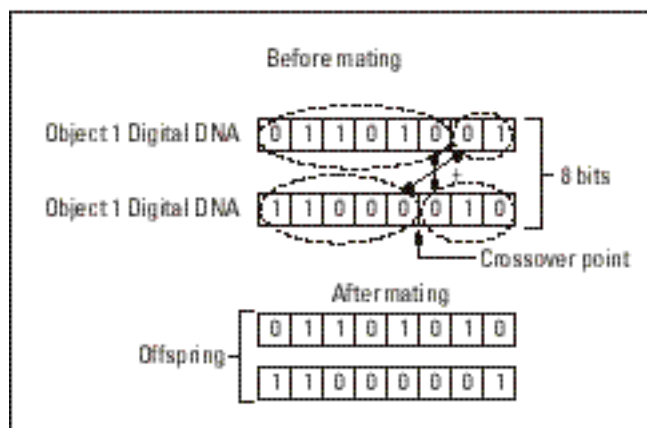 Before mating
Object 1 Digital DNA 0 1 1 0 1 0 0 1
8 bits
Object 1 Digital DNA 1 1 0 0 0 0 1 0
Crossover point
After mating
Offspring
0 1 1 0 1 0 1 0
1 1 0 0 0 0 0 1